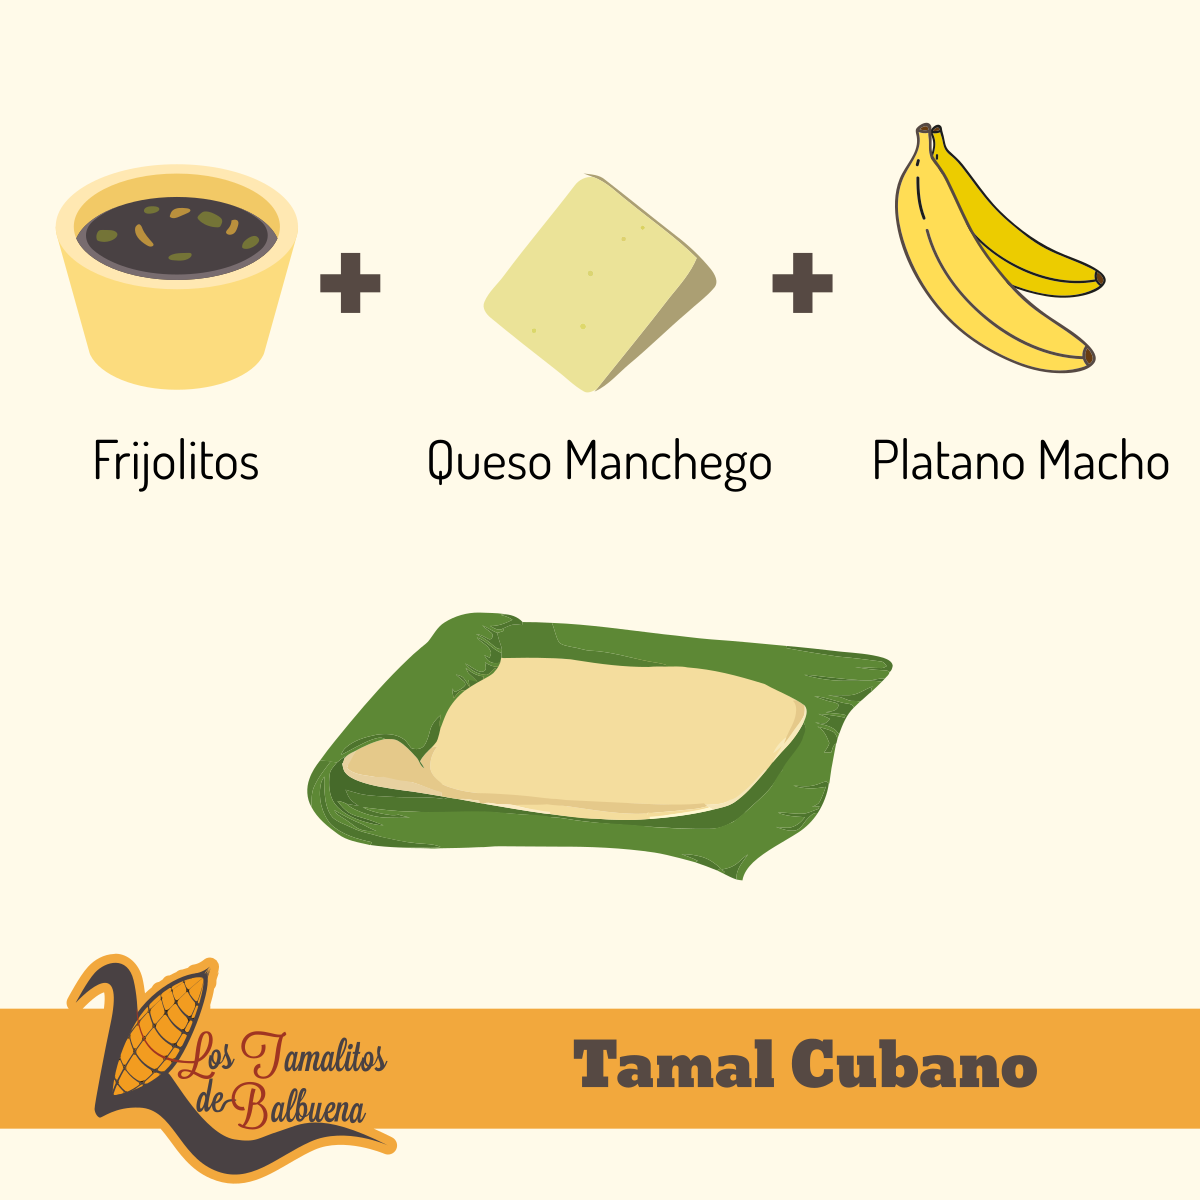 Frijolitos
Queso Manchego
Platano Macho
Los Tamalitos
de Balbuena
Tamal Cubano